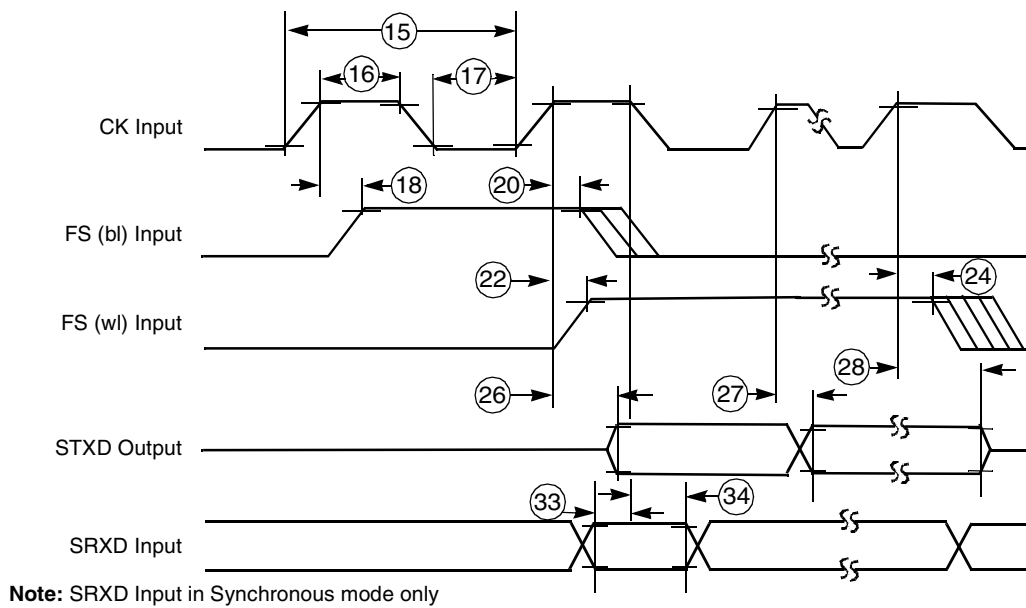 15
16
17
CK Input
18
20
FS (bl) Input
22
24
FS (wl) Input
26
27
28
STXD Output
33
34
SRXD Input
Note: SRXD Input in Synchronous mode only